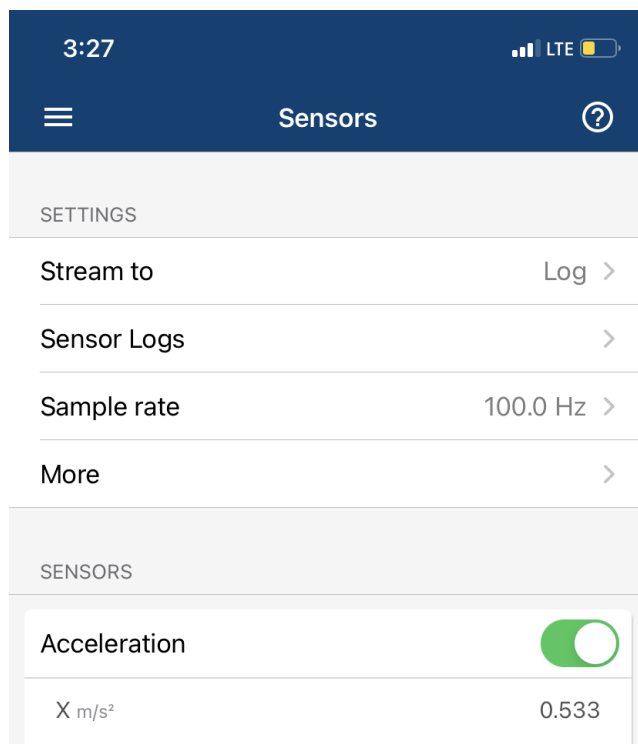 3:27 LTE
Sensors ?
SETTINGS
Stream to Log
Sensor Logs
Sample rate 100.0 Hz
More
SENSORS
Acceleration
X m/s² 0.533